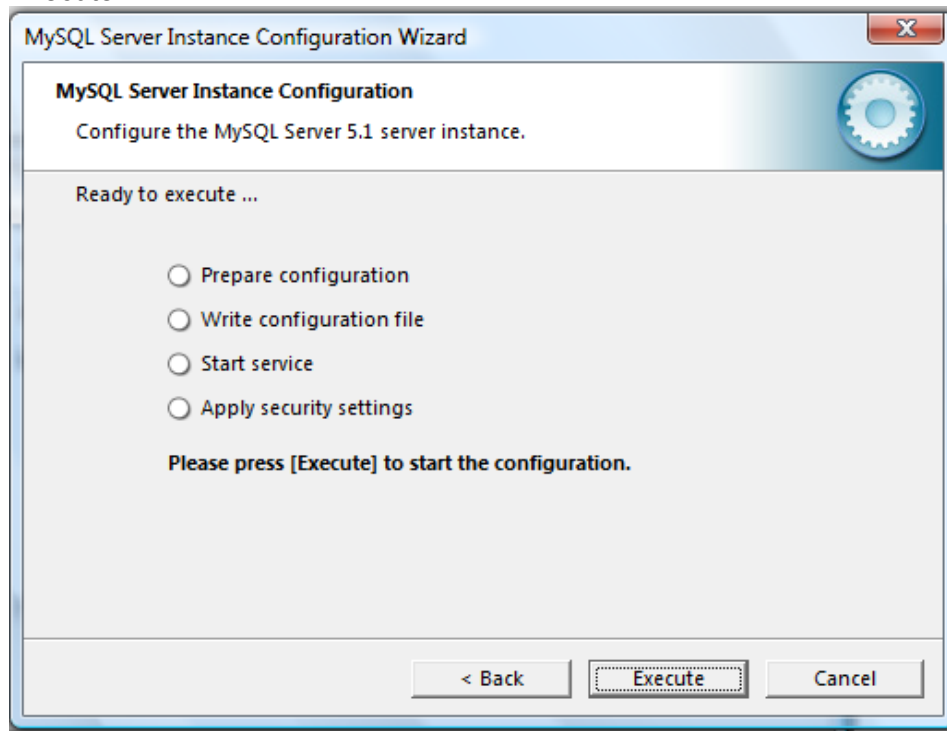 MySQL Server Instance Configuration Wizard
X
MySQL Server Instance Configuration
Configure the MySQL Server 5.1 server instance.
Ready to execute ...
Prepare configuration
Write configuration file
Start service
Apply security settings
Please press [Execute] to start the configuration.
< Back Execute Cancel